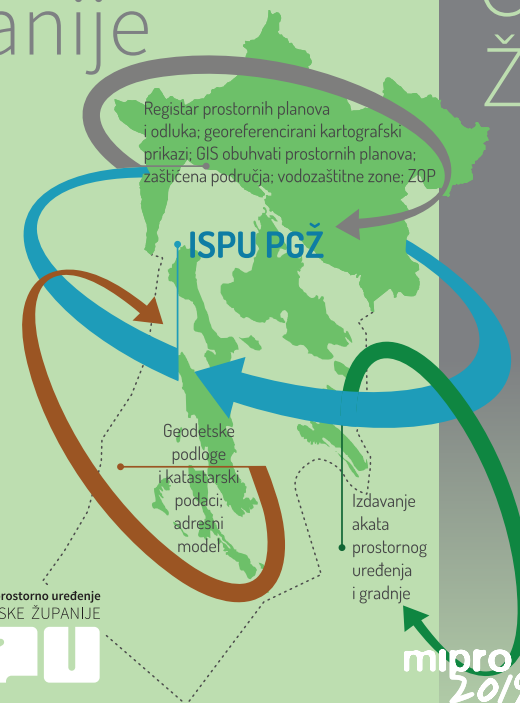 Registar prostornih planova
i odluka; georeferencirani kartografski
prikazi; GIS obuhvati prostornih planova;
zaštićena područja; vodozaštitne zone; ZOP
ISPU PGŽ
Geodetske
podloge
i katastarski
podaci;
adresni
model
Izdavanje
akata
prostornog
uređenja
i gradnje
prostorno uređenje
SKE ŽUPANIJE
mipro
2019